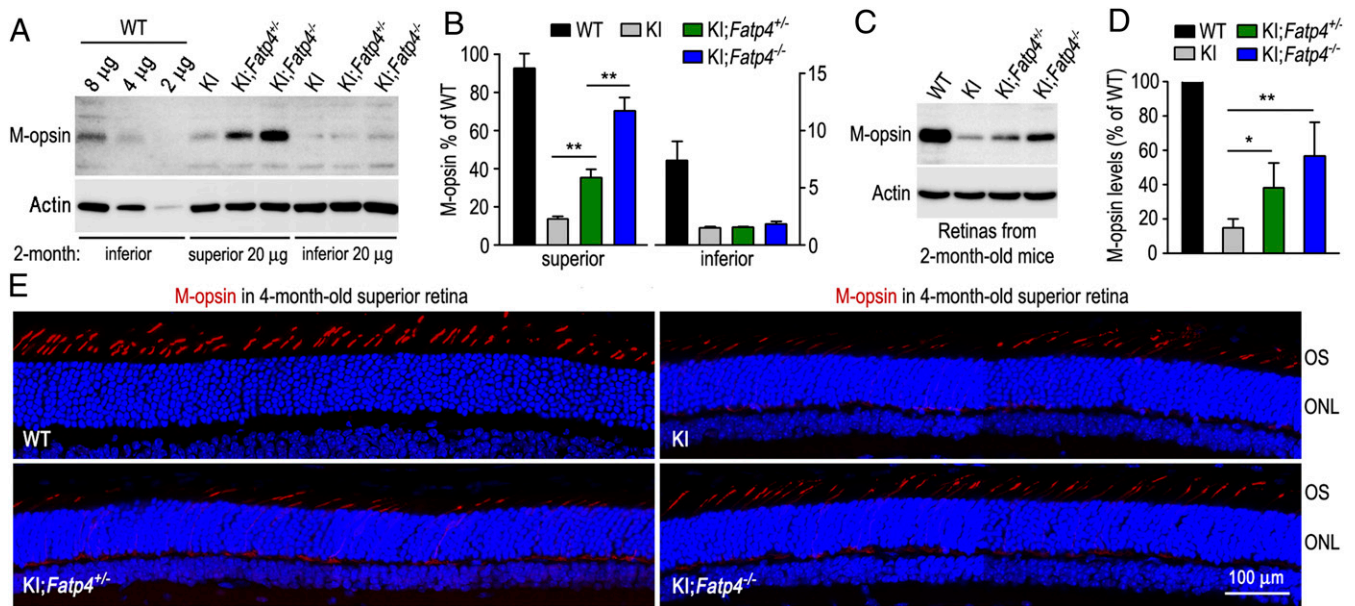 A
WT
8 µg 4 µg 2 µg KI KI;Fatp4+/- KI;Fatp4-/- KI KI;Fatp4+/- KI;Fatp4-/-
M-opsin
Actin
2-month: inferior superior 20 µg inferior 20 µg
B
WT KI KI;Fatp4+/-
KI;Fatp4-/-
M-opsin % of WT
100
80
60
40
20
0
** **
15
10
5
0
superior inferior
C
WT KI KI;Fatp4+/- KI;Fatp4-/-
M-opsin
Actin
Retinas from
2-month-old mice
D
WT KI;Fatp4+/-
KI KI;Fatp4-/-
M-opsin levels (% of WT)
100
80
60
40
20
0
**
*
E
M-opsin in 4-month-old superior retina
M-opsin in 4-month-old superior retina
WT
KI
OS
ONL
KI;Fatp4+/-
KI;Fatp4-/-
OS
ONL
100 µm